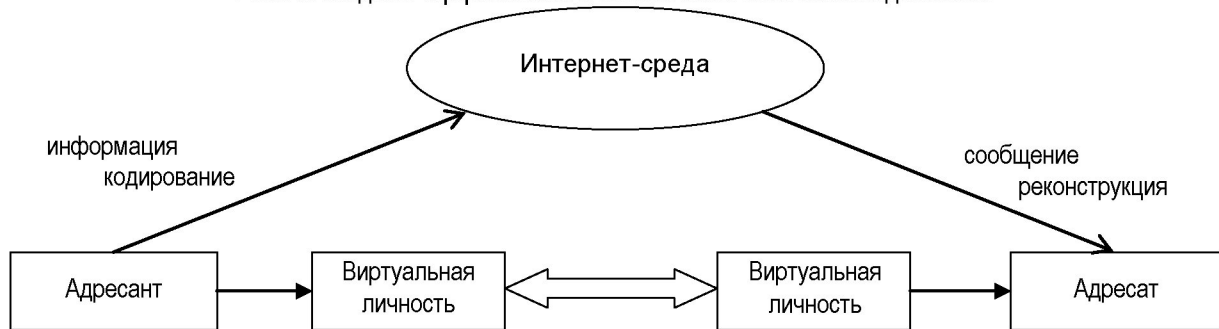 Интернет-среда
информация
кодирование
сообщение
реконструкция
Адресант
Виртуальная
личность
Виртуальная
личность
Адресат